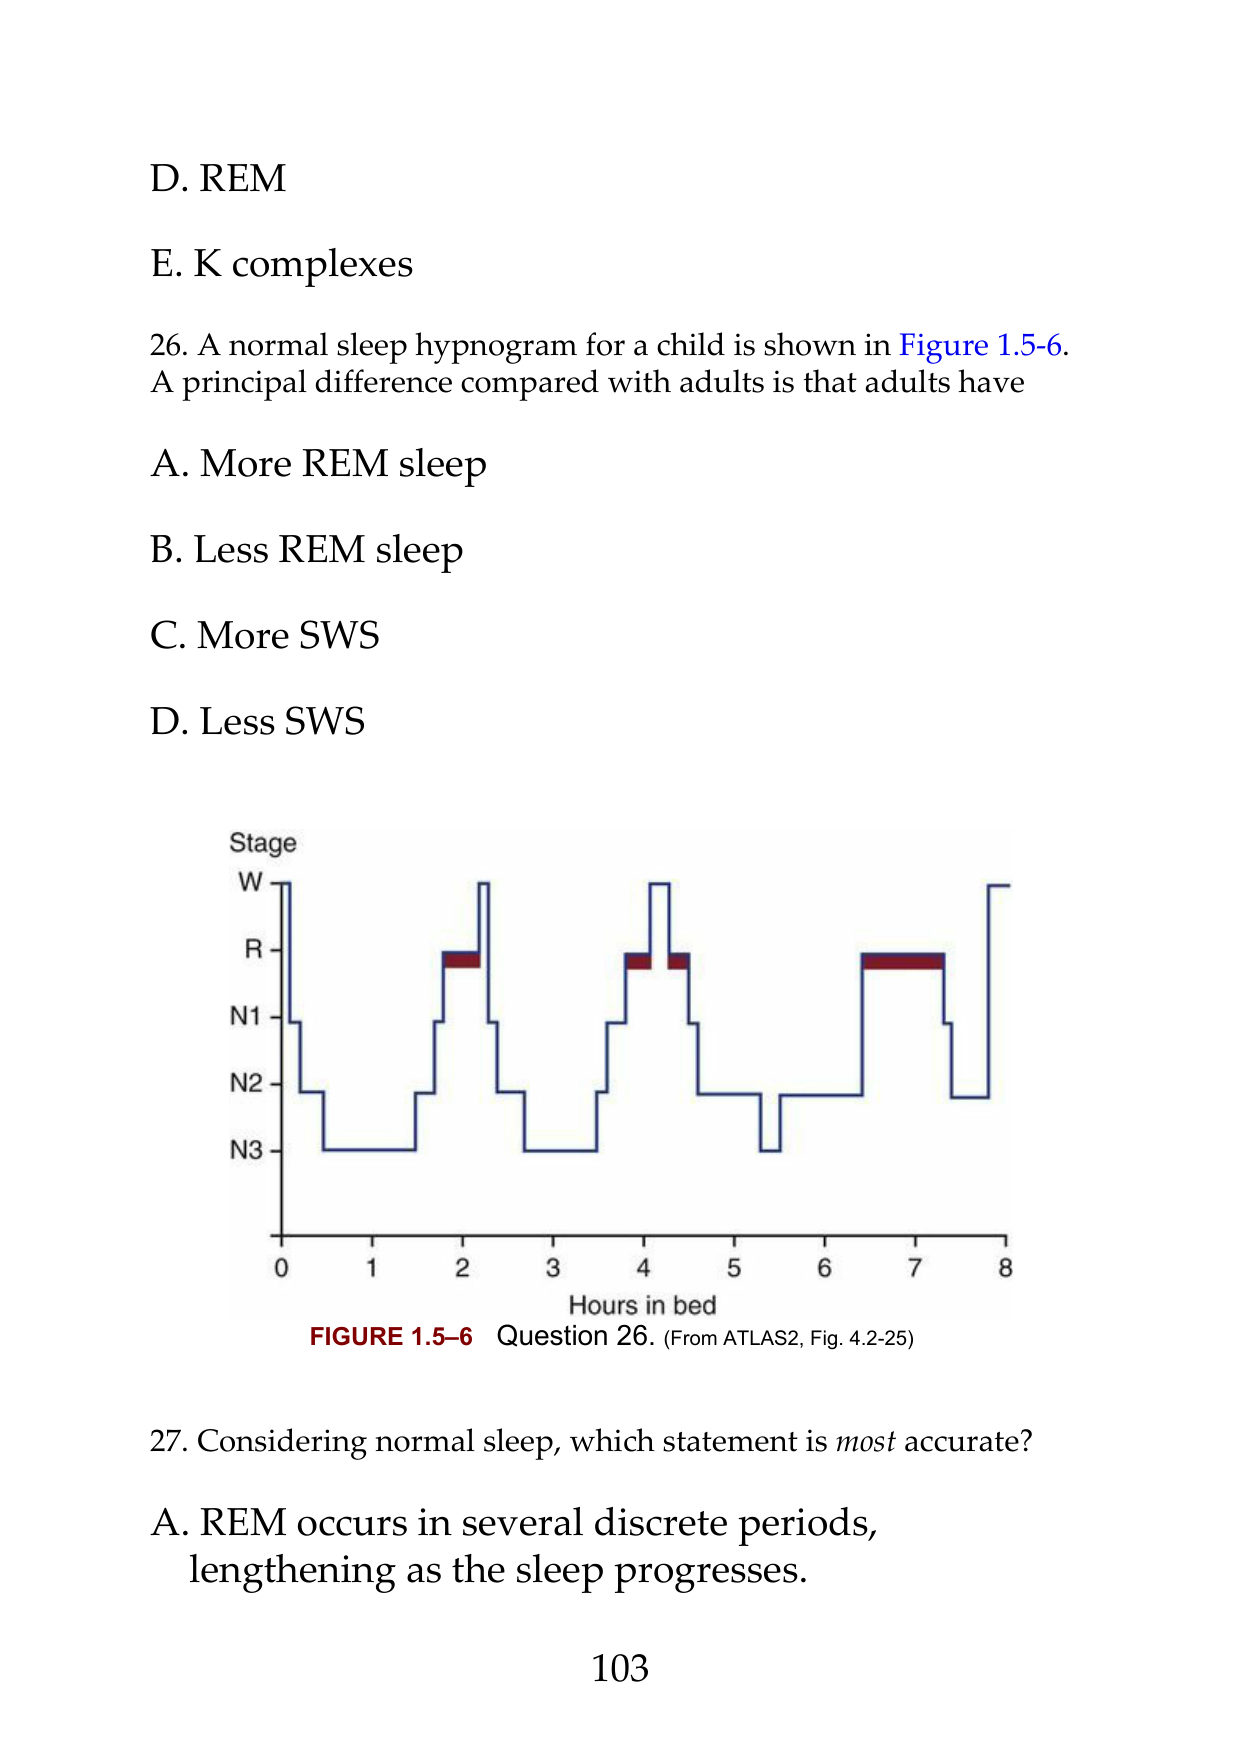 D. REM
E. K complexes
26. A normal sleep hypnogram for a child is shown in Figure 1.5-6.
A principal difference compared with adults is that adults have
A. More REM sleep
B. Less REM sleep
C. More SWS
D. Less SWS
Stage
W
R
N1
N2
N3
0 1 2 3 4 5 6 7 8
Hours in bed
FIGURE 1.5–6 Question 26. (From ATLAS2, Fig. 4.2-25)
27. Considering normal sleep, which statement is most accurate?
A. REM occurs in several discrete periods,
lengthening as the sleep progresses.
103